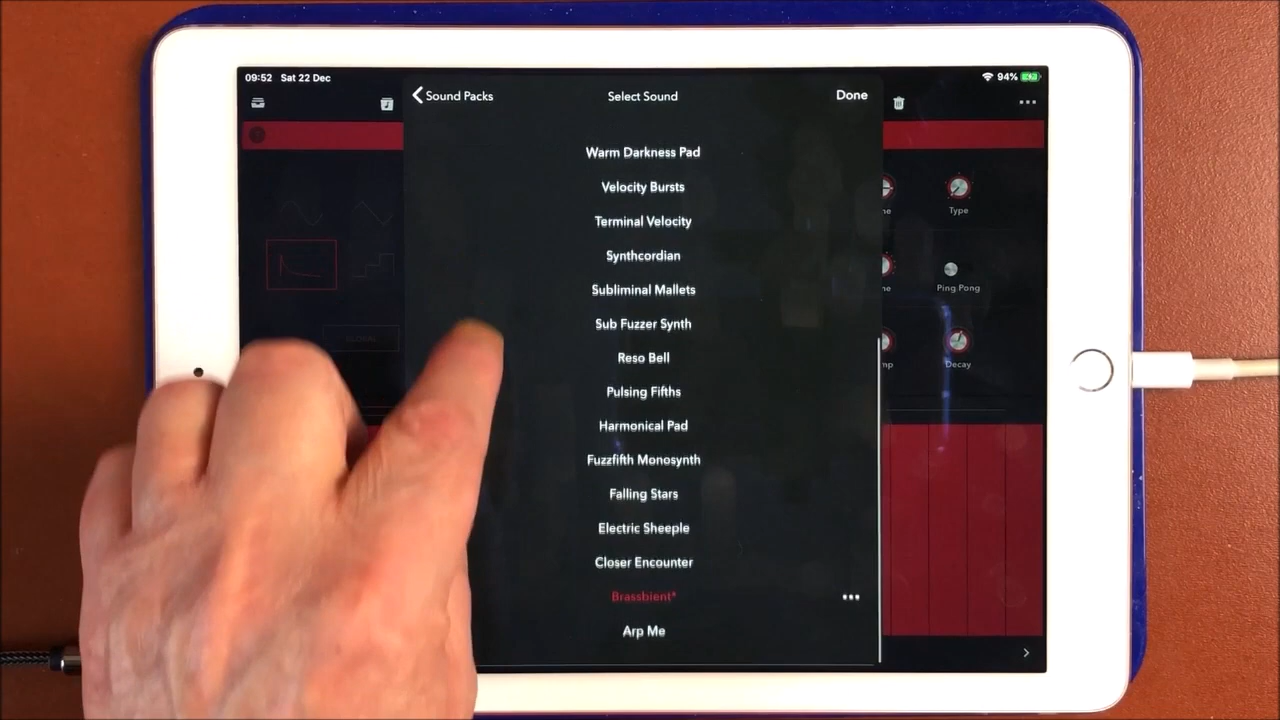 09:52 Sat 22 Dec
94%
Sound Packs
Select Sound
Done
Warm Darkness Pad
Velocity Bursts
Terminal Velocity
Synthcordian
Subliminal Mallets
Sub Fuzzer Synth
Reso Bell
Pulsing Fifths
Harmonical Pad
Fuzzfifth Monosynth
Falling Stars
Electric Sheeple
Closer Encounter
Brassbient*
Arp Me
Type
Ping Pong
Decay
GLOBAL